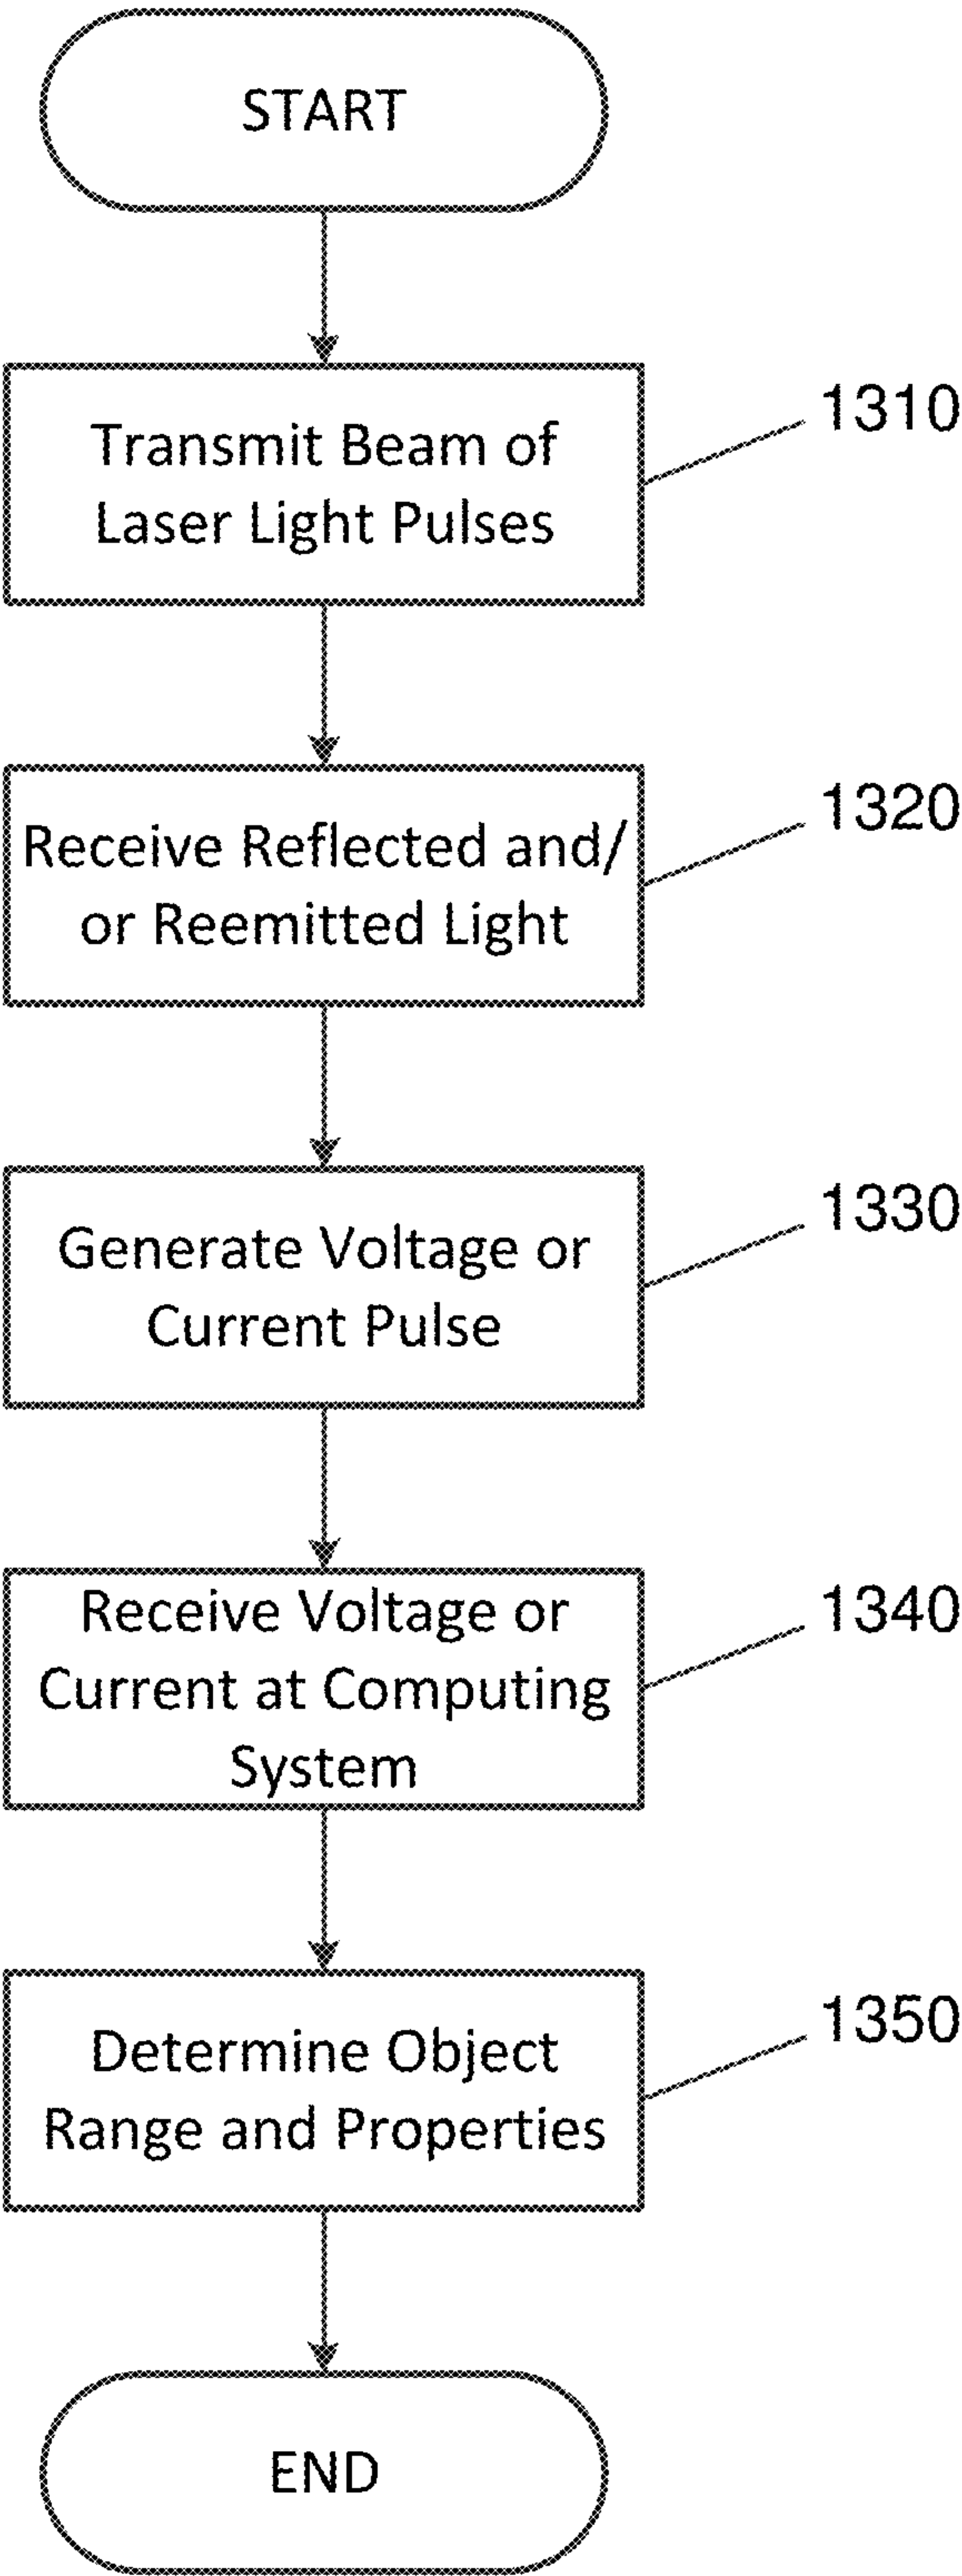 START
Transmit Beam of
Laser Light Pulses
1310
Receive Reflected and/
or Reemitted Light
1320
Generate Voltage or
Current Pulse
1330
Receive Voltage or
Current at Computing
System
1340
Determine Object
Range and Properties
1350
END